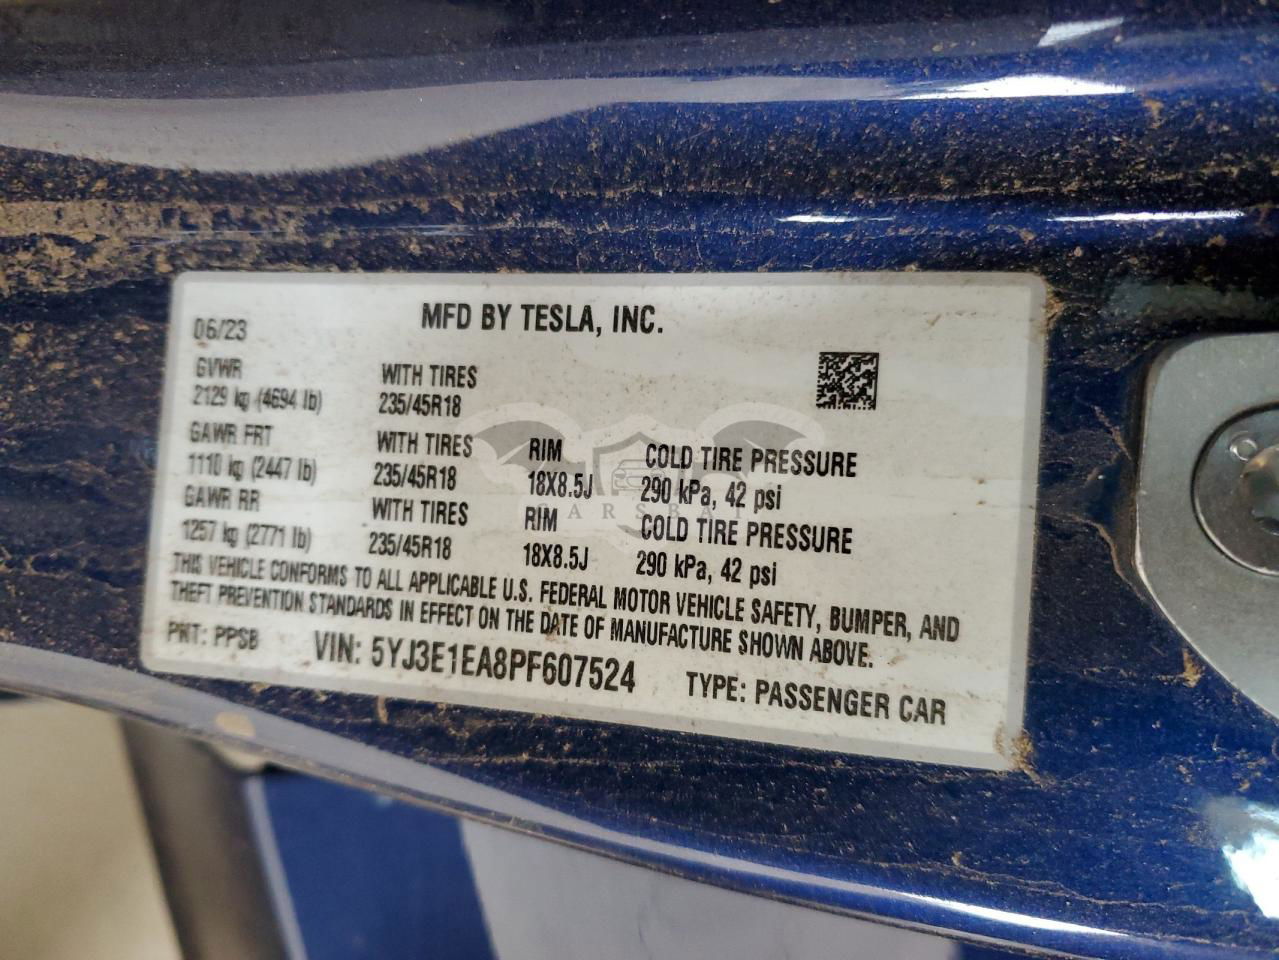 MFD BY TESLA, INC.
06/23
GVWR WITH TIRES
2129 kg (4694 lb) 235/45R18
GAWR FRT WITH TIRES RIM COLD TIRE PRESSURE
1110 kg (2447 lb) 235/45R18 18X8.5J 290 kPa, 42 psi
GAWR RR WITH TIRES RIM COLD TIRE PRESSURE
1257 kg (2771 lb) 235/45R18 18X8.5J 290 kPa, 42 psi
THIS VEHICLE CONFORMS TO ALL APPLICABLE U.S. FEDERAL MOTOR VEHICLE SAFETY, BUMPER, AND
THEFT PREVENTION STANDARDS IN EFFECT ON THE DATE OF MANUFACTURE SHOWN ABOVE.
PNT: PPSB VIN: 5YJ3E1EA8PF607524 TYPE: PASSENGER CAR